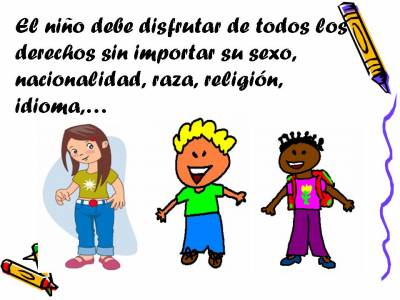 El niño debe disfrutar de todos los
derechos sin importar su sexo,
nacionalidad, raza, religión,
idioma,...